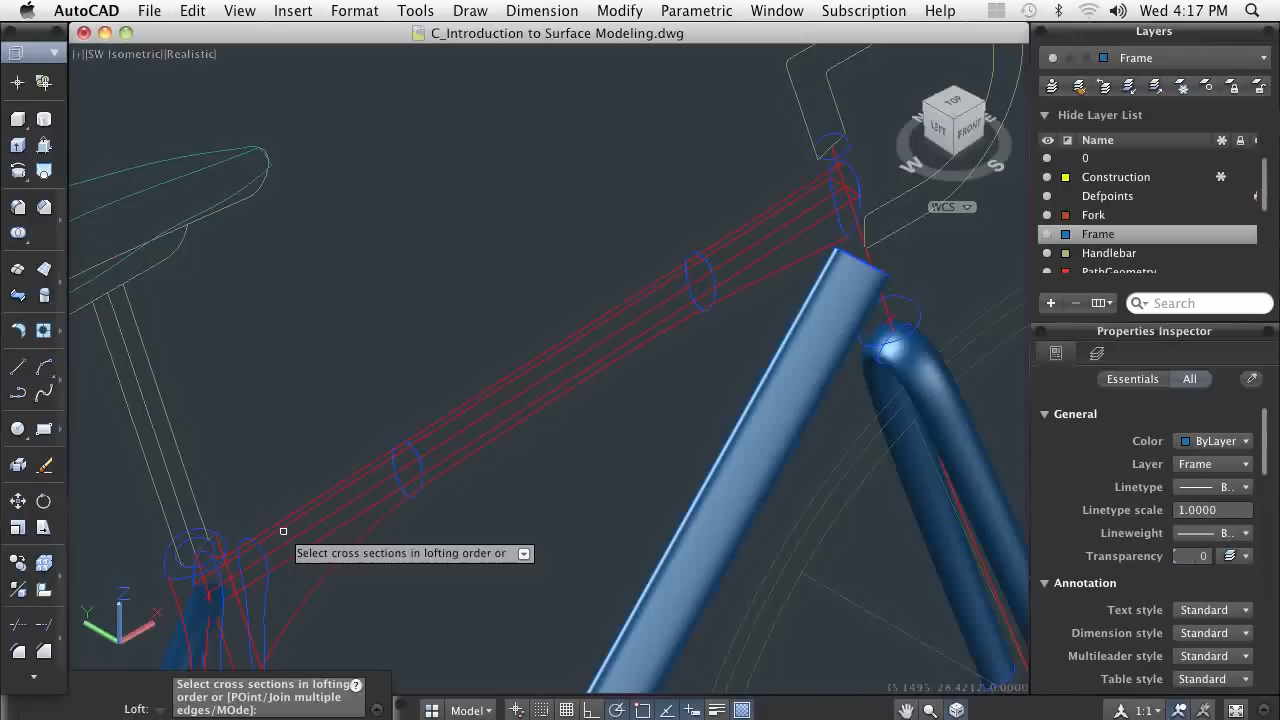 AutoCAD File Edit View Insert Format Tools Draw Dimension Modify Parametric Window Subscription Help Wed 4:17 PM
C_Introduction to Surface Modeling.dwg
[+][SW Isometric][Realistic]
TOP
LEFT FRONT
W S
WCS
Select cross sections in lofting order or
Z
Y X
Select cross sections in lofting
order or [POint/Join multiple
edges/MOde]:
Loft:
Model
1:1
Layers
Frame
Hide Layer List
Name
0
Construction
Defpoints
Fork
Frame
Handlebar
PathGeometry
Search
Properties Inspector
Essentials All
General
Color ByLayer
Layer Frame
Linetype B..
Linetype scale 1.0000
Lineweight B..
Transparency 0
Annotation
Text style Standard
Dimension style Standard
Multileader style Standard
Table style Standard